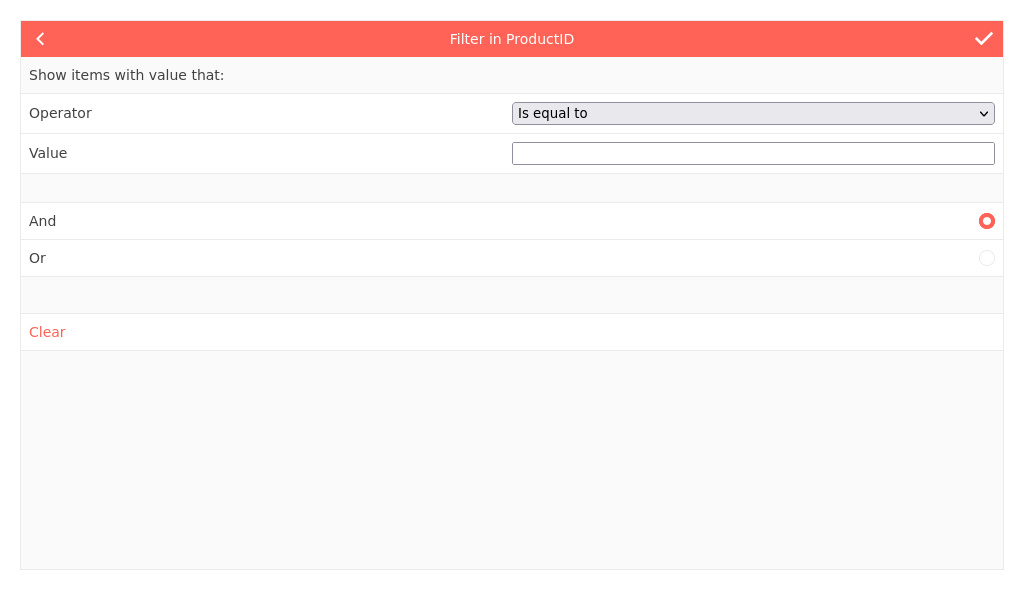 Filter in ProductID
Show items with value that:
Operator
Is equal to
Value
And
Or
Clear